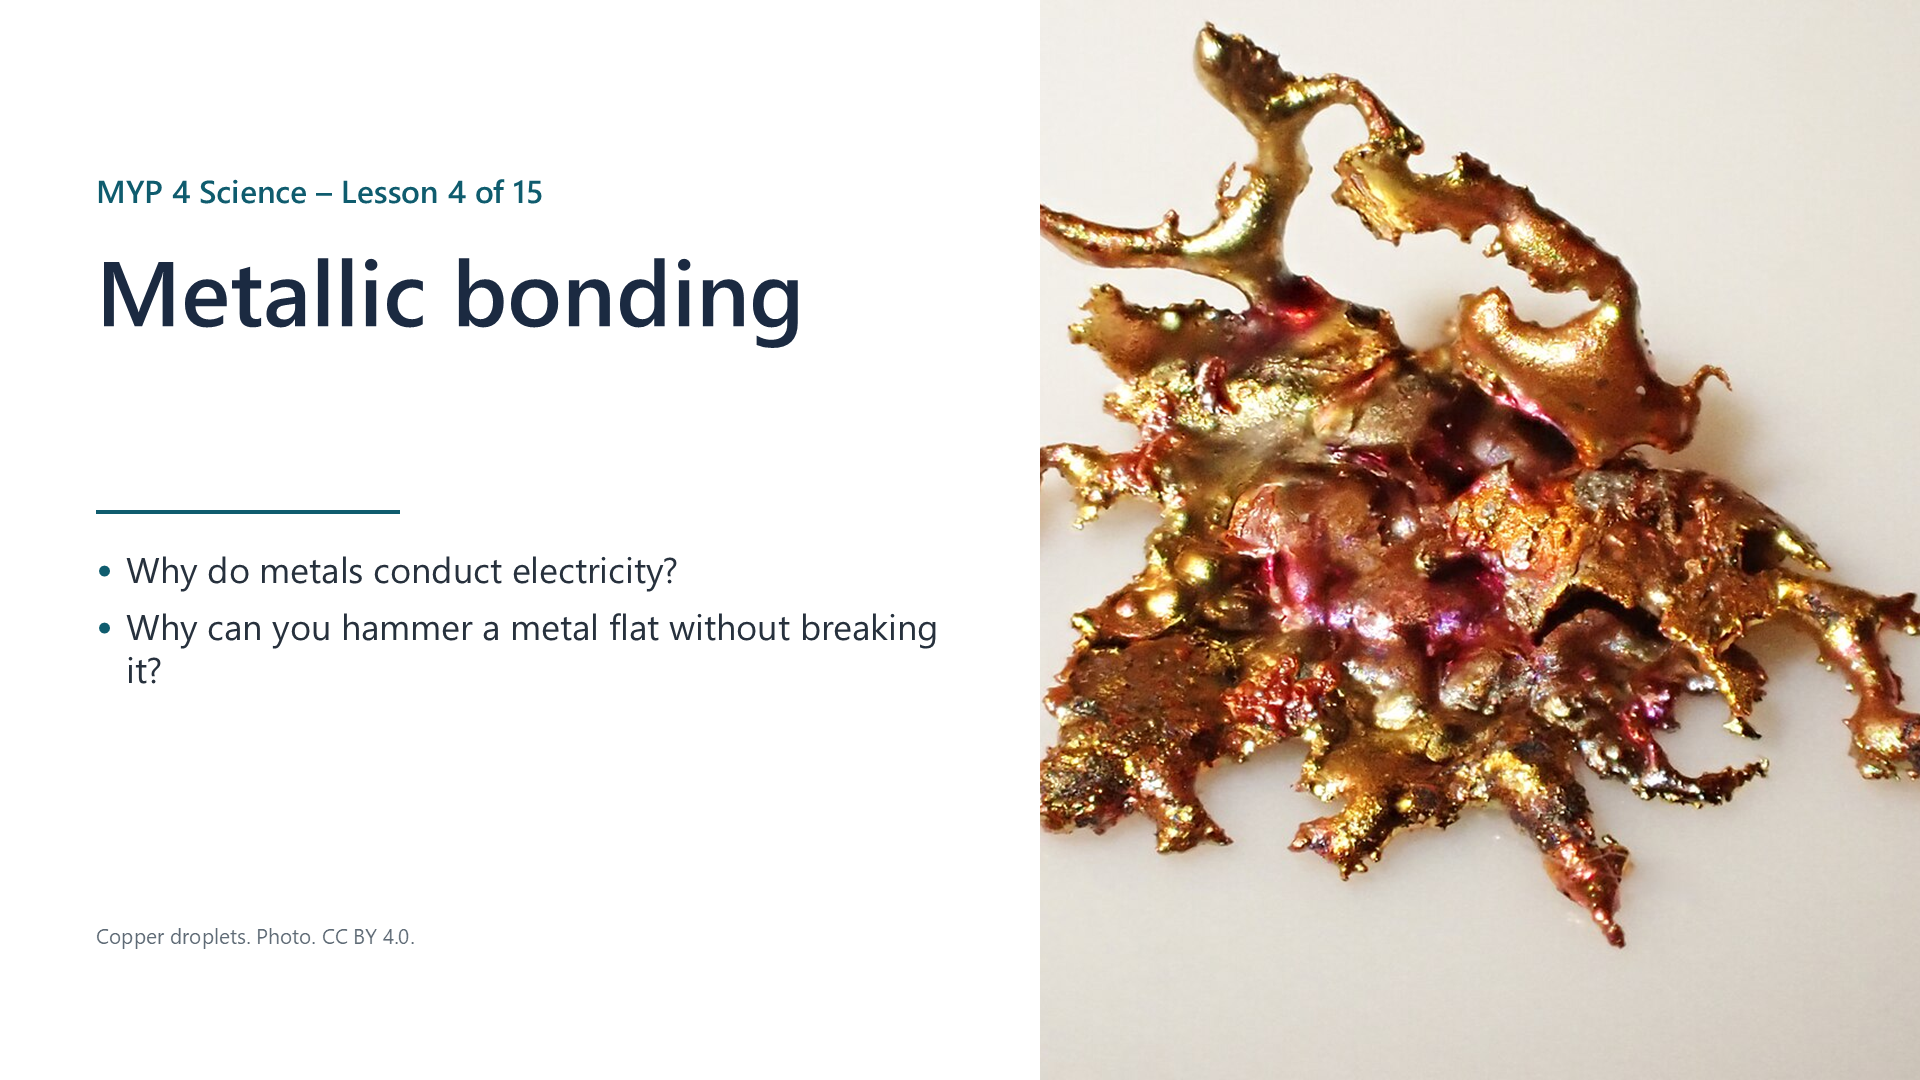 MYP 4 Science – Lesson 4 of 15
Metallic bonding
• Why do metals conduct electricity?
• Why can you hammer a metal flat without breaking
it?
Copper droplets. Photo. CC BY 4.0.